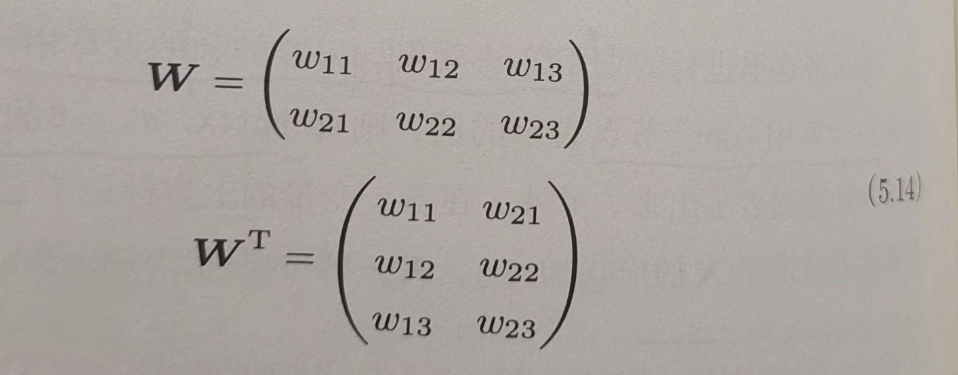 W = ( w11 w12 w13
w21 w22 w23 )
(5.14)
W^T = ( w11 w21
w12 w22
w13 w23 )